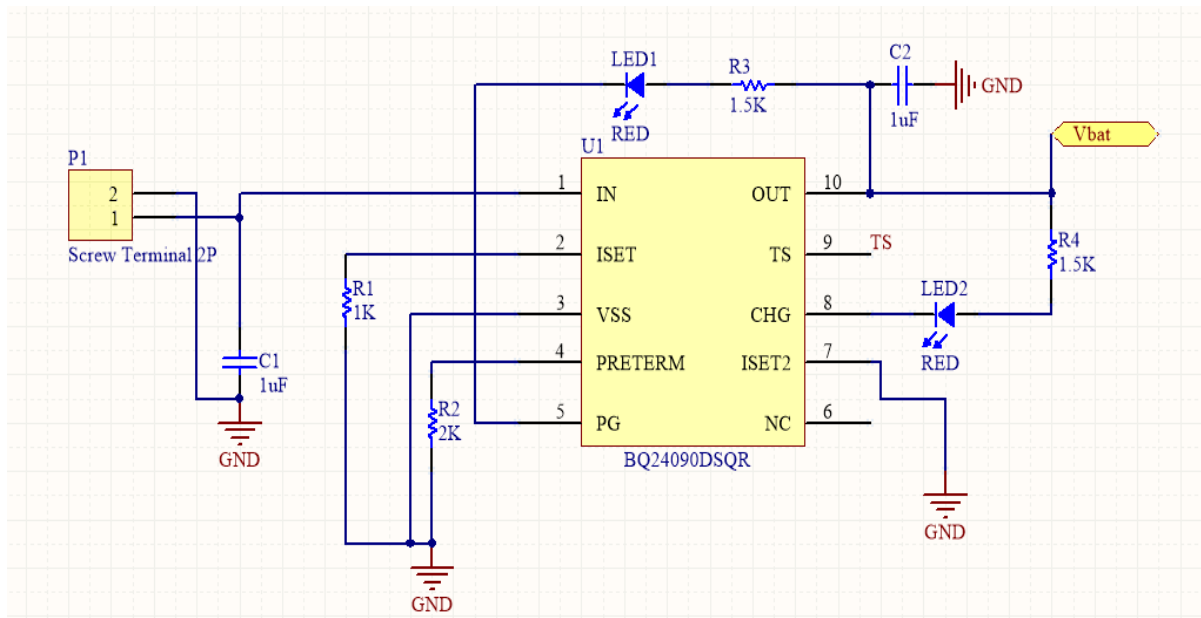 LED1
RED
R3
1.5K
C2
1uF
GND
Vbat
P1
2
1
Screw Terminal 2P
U1
1 IN
2 ISET
3 VSS
4 PRETERM
5 PG
OUT 10
TS 9 TS
CHG 8
ISET2 7
NC 6
BQ24090DSQR
R1
1K
R2
2K
C1
1uF
GND
GND
R4
1.5K
LED2
RED
GND